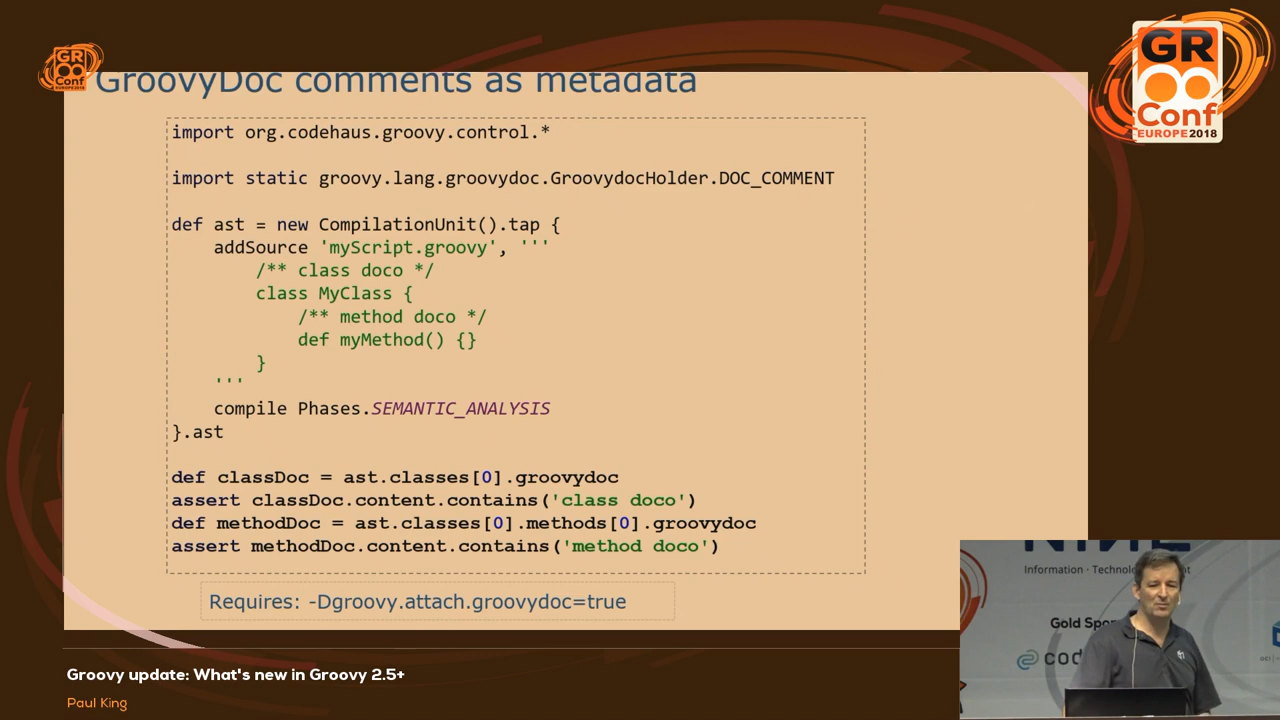 GR
Conf
EUROPE 2018
GroovyDoc comments as metadata
GR
Conf
EUROPE 2018
import org.codehaus.groovy.control.*
import static groovy.lang.groovydoc.GroovydocHolder.DOC_COMMENT
def ast = new CompilationUnit().tap {
    addSource 'myScript.groovy', '''
        /** class doco */
        class MyClass {
            /** method doco */
            def myMethod() {}
        }
    '''
    compile Phases.SEMANTIC_ANALYSIS
}.ast
def classDoc = ast.classes[0].groovydoc
assert classDoc.content.contains('class doco')
def methodDoc = ast.classes[0].methods[0].groovydoc
assert methodDoc.content.contains('method doco')
Requires: -Dgroovy.attach.groovydoc=true
Information · Technolo
Gold Spo
cod
Groovy update: What's new in Groovy 2.5+
Paul King